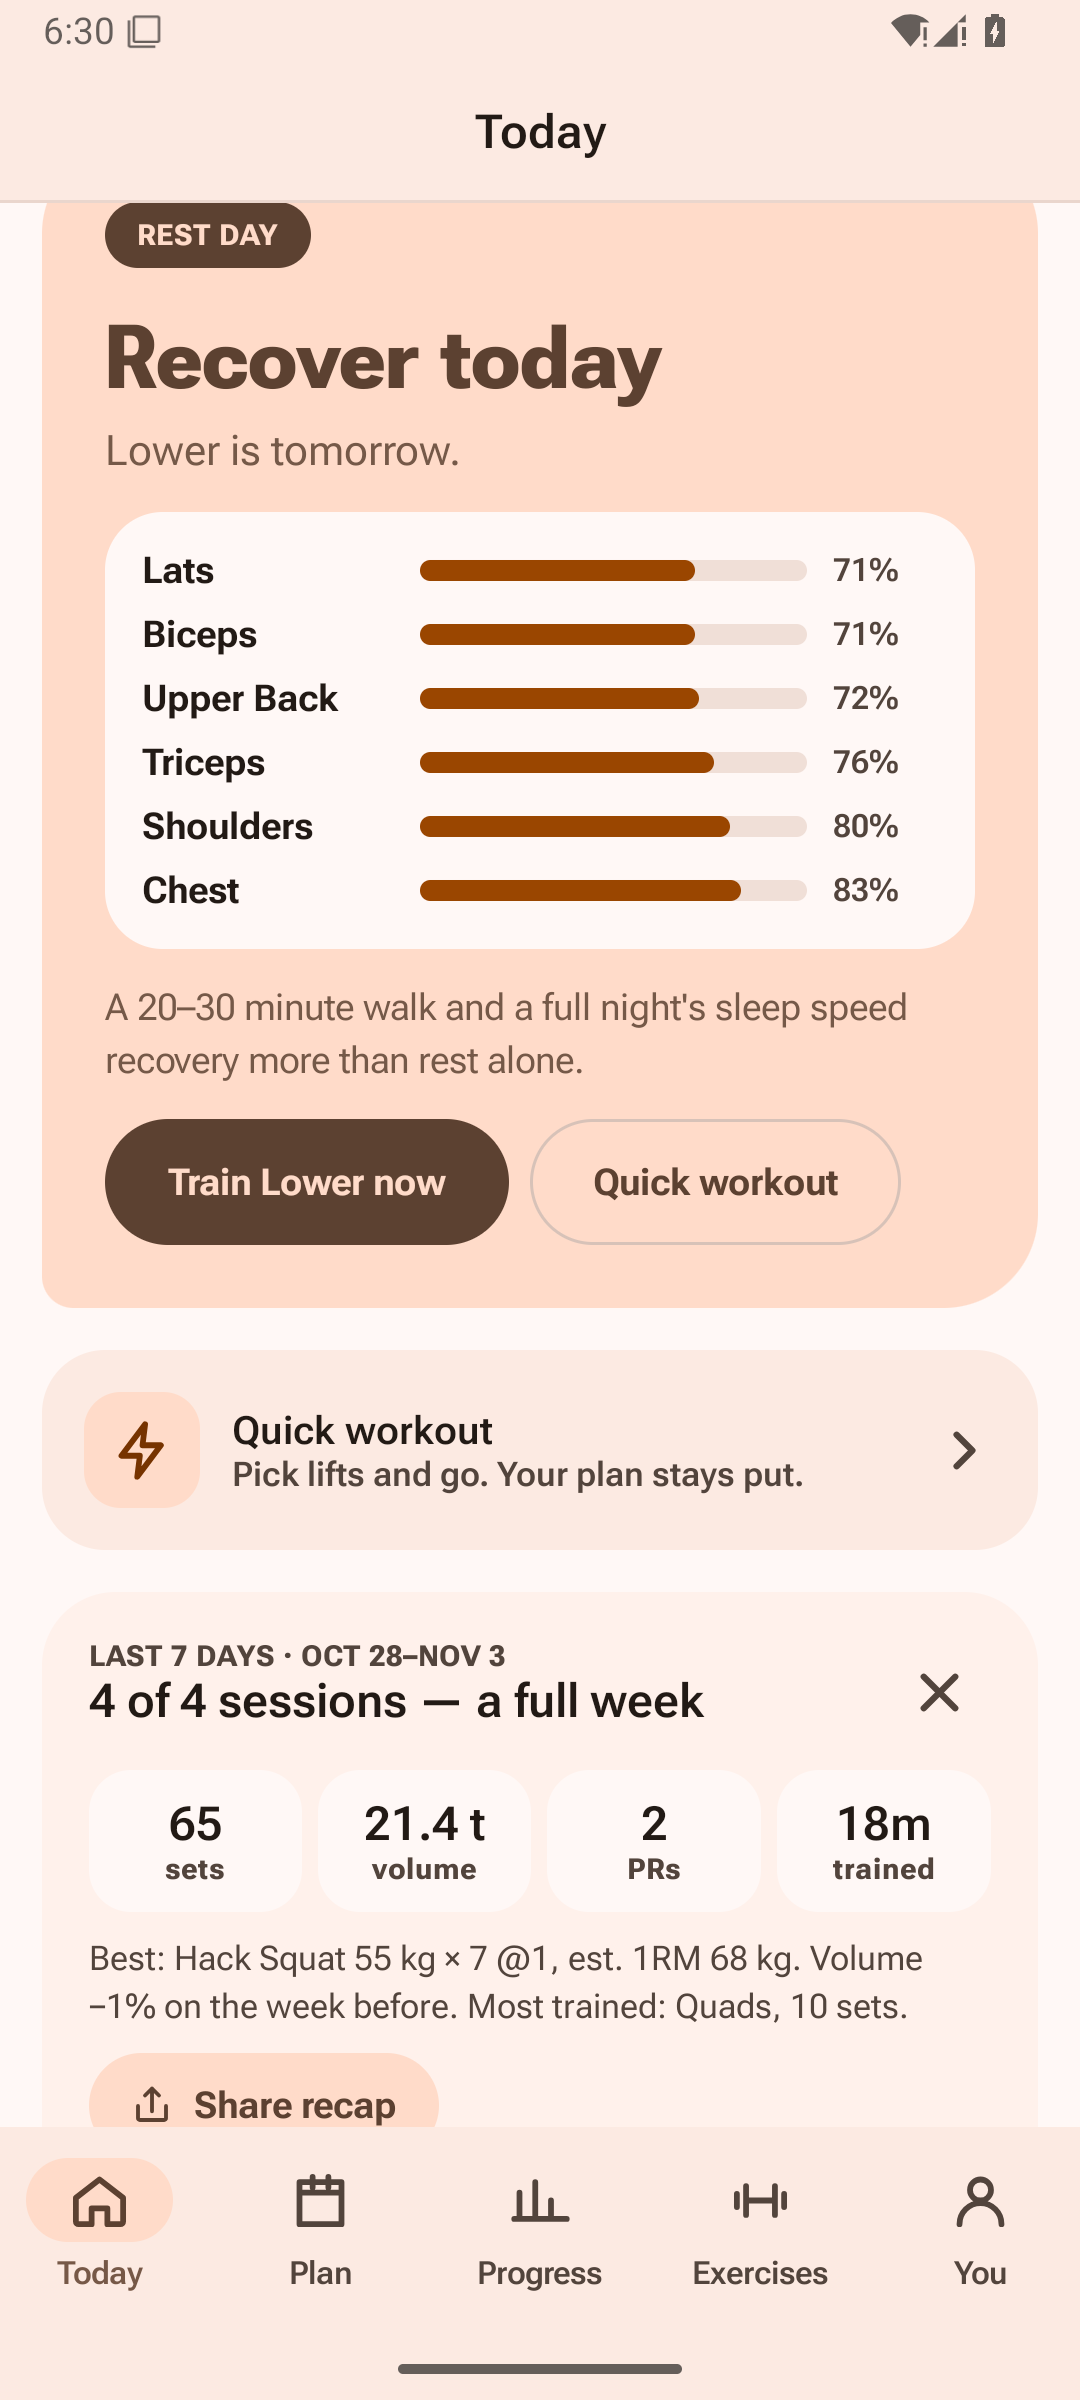 6:30
Today
REST DAY
Recover today
Lower is tomorrow.
Lats 71%
Biceps 71%
Upper Back 72%
Triceps 76%
Shoulders 80%
Chest 83%
A 20–30 minute walk and a full night's sleep speed
recovery more than rest alone.
Train Lower now
Quick workout
Quick workout
Pick lifts and go. Your plan stays put.
LAST 7 DAYS · OCT 28–NOV 3
4 of 4 sessions — a full week
65 21.4 t 2 18m
sets volume PRs trained
Best: Hack Squat 55 kg × 7 @1, est. 1RM 68 kg. Volume
−1% on the week before. Most trained: Quads, 10 sets.
Share recap
Today Plan Progress Exercises You